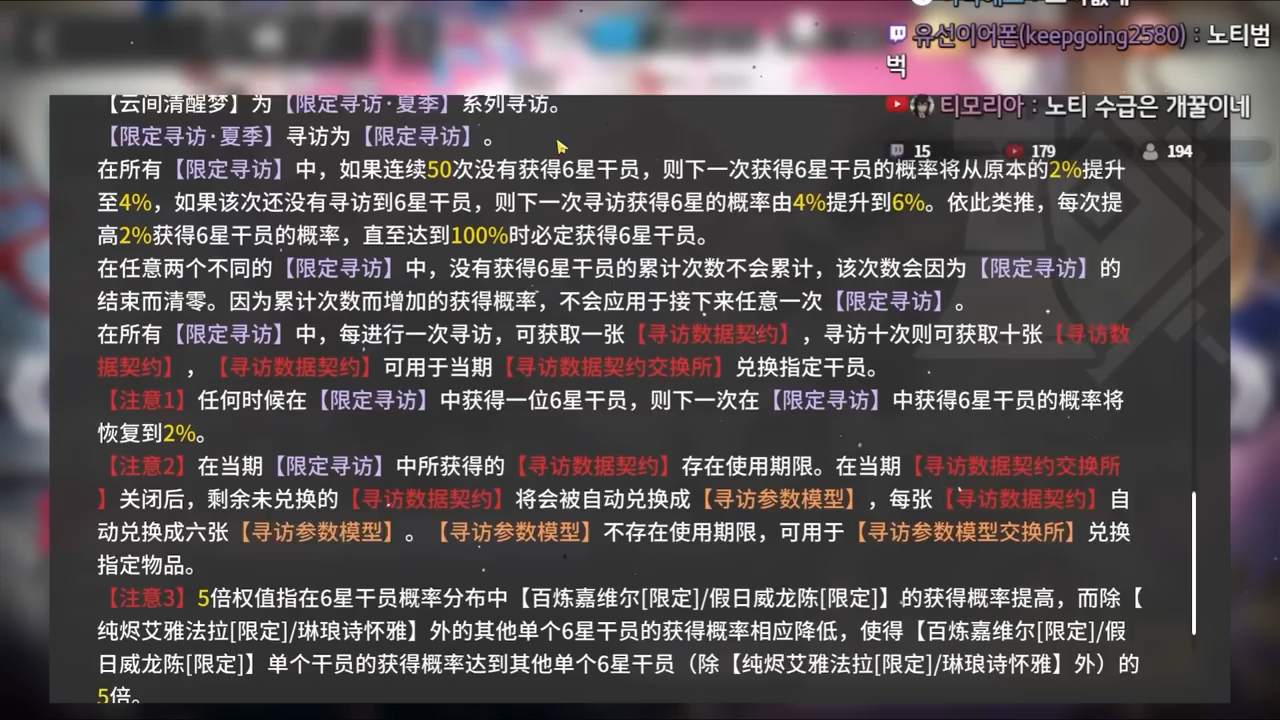 유선이어폰(keepgoing2580) : 노티범
벅
티모리아 : 노티 수급은 개꿀이네
15 179 194
【云间清醒梦】为【限定寻访·夏季】系列寻访。
【限定寻访·夏季】寻访为【限定寻访】。
在所有【限定寻访】中，如果连续50次没有获得6星干员，则下一次获得6星干员的概率将从原本的2%提升
至4%，如果该次还没有寻访到6星干员，则下一次寻访获得6星的概率由4%提升到6%。依此类推，每次提
高2%获得6星干员的概率，直至达到100%时必定获得6星干员。
在任意两个不同的【限定寻访】中，没有获得6星干员的累计次数不会累计，该次数会因为【限定寻访】的
结束而清零。因为累计次数而增加的获得概率，不会应用于接下来任意一次【限定寻访】。
在所有【限定寻访】中，每进行一次寻访，可获取一张【寻访数据契约】，寻访十次则可获取十张【寻访数
据契约】，【寻访数据契约】可用于当期【寻访数据契约交换所】兑换指定干员。
【注意1】任何时候在【限定寻访】中获得一位6星干员，则下一次在【限定寻访】中获得6星干员的概率将
恢复到2%。
【注意2】在当期【限定寻访】中所获得的【寻访数据契约】存在使用期限。在当期【寻访数据契约交换所
】关闭后，剩余未兑换的【寻访数据契约】将会被自动兑换成【寻访参数模型】，每张【寻访数据契约】自
动兑换成六张【寻访参数模型】。【寻访参数模型】不存在使用期限，可用于【寻访参数模型交换所】兑换
指定物品。
【注意3】5倍权值指在6星干员概率分布中【百炼嘉维尔[限定]/假日威龙陈[限定]】的获得概率提高，而除【
纯烬艾雅法拉[限定]/琳琅诗怀雅】外的其他单个6星干员的获得概率相应降低，使得【百炼嘉维尔[限定]/假
日威龙陈[限定]】单个干员的获得概率达到其他单个6星干员（除【纯烬艾雅法拉[限定]/琳琅诗怀雅】外）的
5倍。